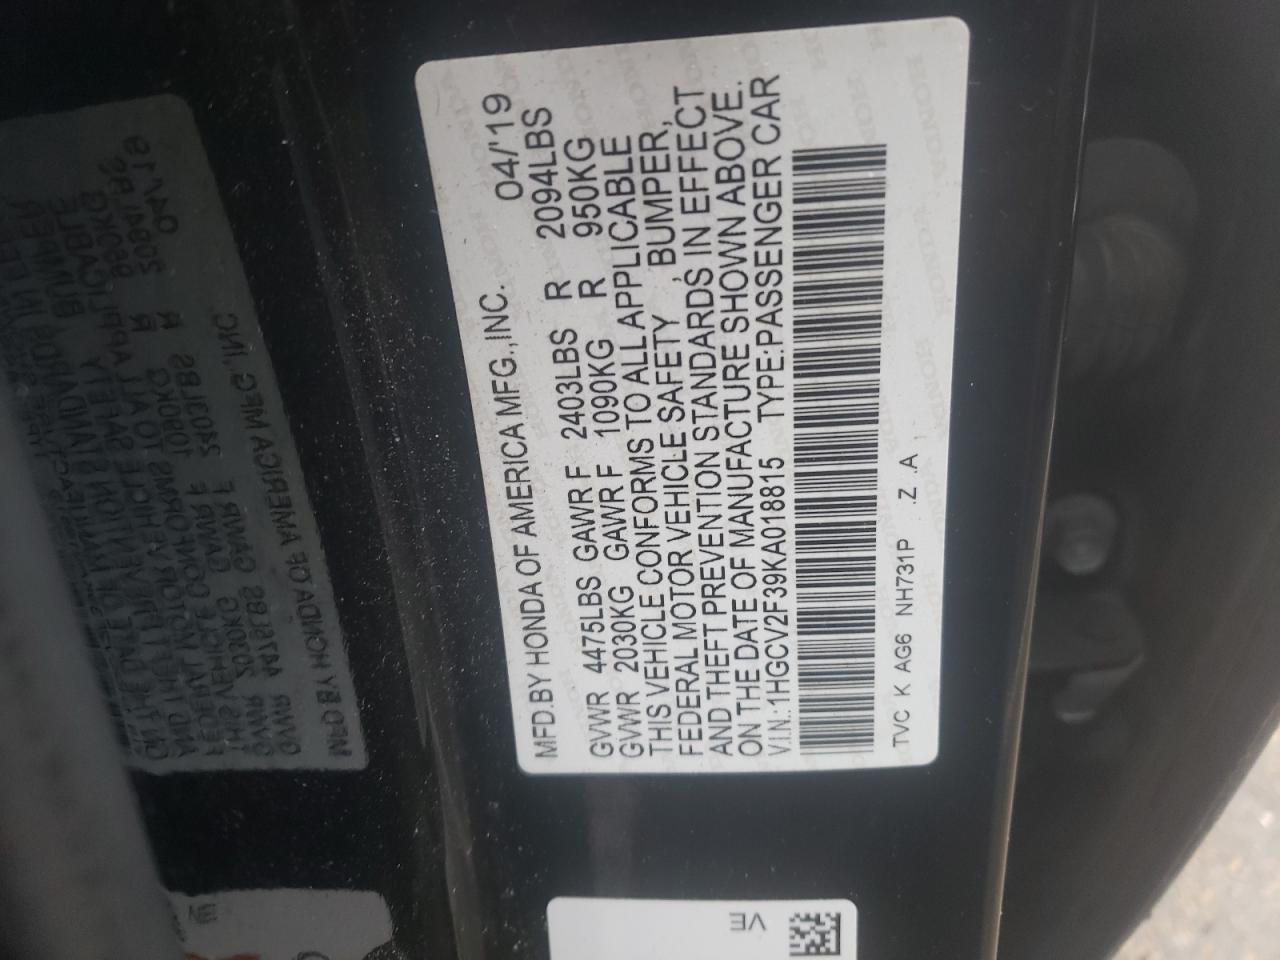 MFD.BY HONDA OF AMERICA MFG.,INC. 04/'19
GVWR 4475LBS GAWR F 2403LBS R 2094LBS
GVWR 2030KG GAWR F 1090KG R 950KG
THIS VEHICLE CONFORMS TO ALL APPLICABLE
FEDERAL MOTOR VEHICLE SAFETY, BUMPER,
AND THEFT PREVENTION STANDARDS IN EFFECT
ON THE DATE OF MANUFACTURE SHOWN ABOVE.
V.I.N.:1HGCV2F39KA018815 TYPE:PASSENGER CAR
TVC K AG6 NH731P .Z .A
VE